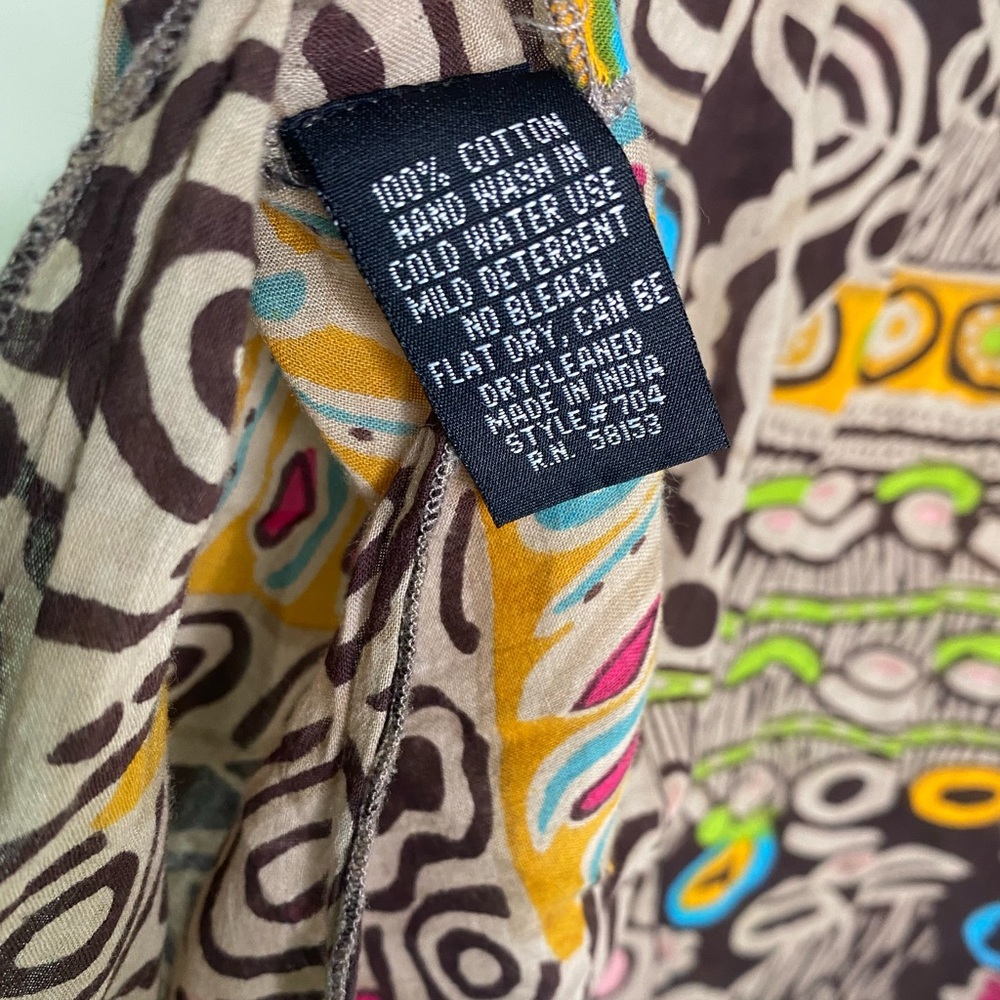 100% COTTON
HAND WASH IN
COLD WATER USE
MILD DETERGENT
NO BLEACH
FLAT DRY, CAN BE
DRYCLEANED
MADE IN INDIA
STYLE# 704
R.N. 58153